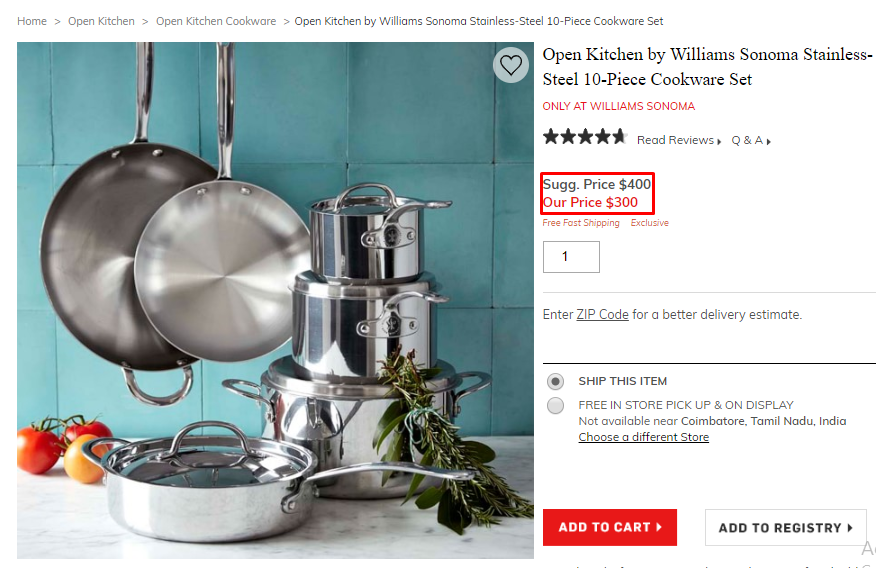 Home > Open Kitchen > Open Kitchen Cookware > Open Kitchen by Williams Sonoma Stainless-Steel 10-Piece Cookware Set
Open Kitchen by Williams Sonoma Stainless-
Steel 10-Piece Cookware Set
ONLY AT WILLIAMS SONOMA
Read Reviews Q & A
Sugg. Price $400
Our Price $300
Free Fast Shipping Exclusive
1
Enter ZIP Code for a better delivery estimate.
SHIP THIS ITEM
FREE IN STORE PICK UP & ON DISPLAY
Not available near Coimbatore, Tamil Nadu, India
Choose a different Store
ADD TO CART ADD TO REGISTRY